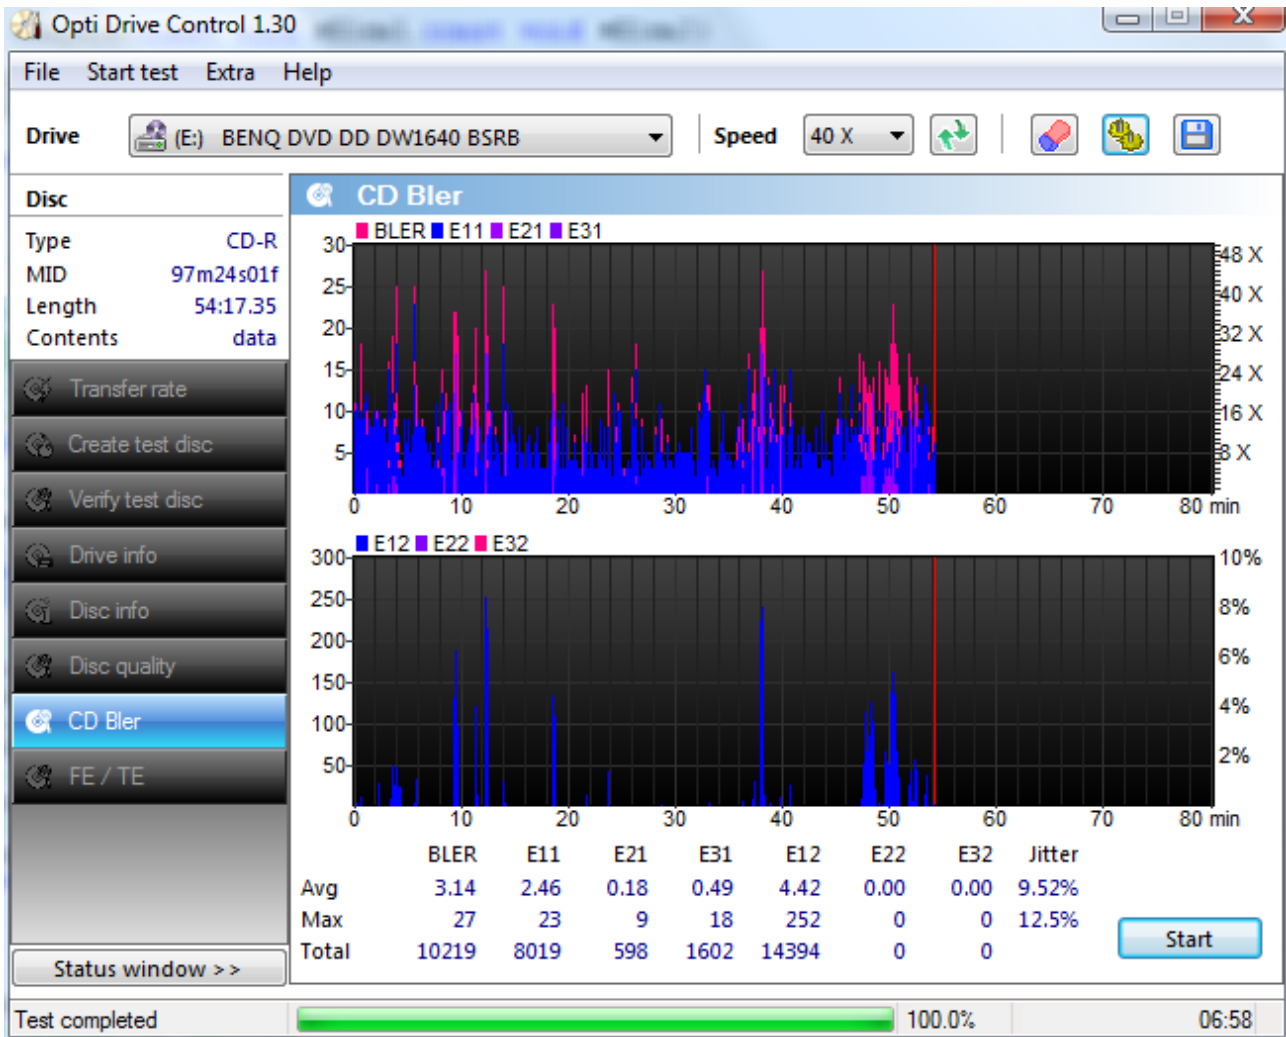 Opti Drive Control 1.30
File Start test Extra Help
Drive (E:) BENQ DVD DD DW1640 BSRB Speed 40 X
Disc
Type CD-R
MID 97m24s01f
Length 54:17.35
Contents data
Transfer rate
Create test disc
Verify test disc
Drive info
Disc info
Disc quality
CD Bler
FE / TE
Status window >>
CD Bler
BLER E11 E21 E31
30
25
20
15
10
5
48 X
40 X
32 X
24 X
16 X
8 X
0 10 20 30 40 50 60 70 80 min
E12 E22 E32
300
250
200
150
100
50
10%
8%
6%
4%
2%
0 10 20 30 40 50 60 70 80 min
BLER E11 E21 E31 E12 E22 E32 Jitter
Avg 3.14 2.46 0.18 0.49 4.42 0.00 0.00 9.52%
Max 27 23 9 18 252 0 0 12.5%
Total 10219 8019 598 1602 14394 0 0
Start
Test completed 100.0% 06:58